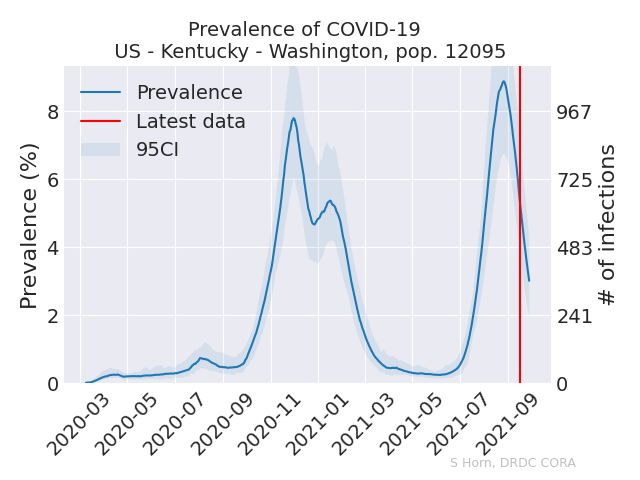 Prevalence of COVID-19
US - Kentucky - Washington, pop. 12095
Prevalence
Latest data
95CI
Prevalence (%)
8
6
4
2
0
967
725
483
241
0
# of infections
2020-03
2020-05
2020-07
2020-09
2020-11
2021-01
2021-03
2021-05
2021-07
2021-09
S Horn, DRDC CORA